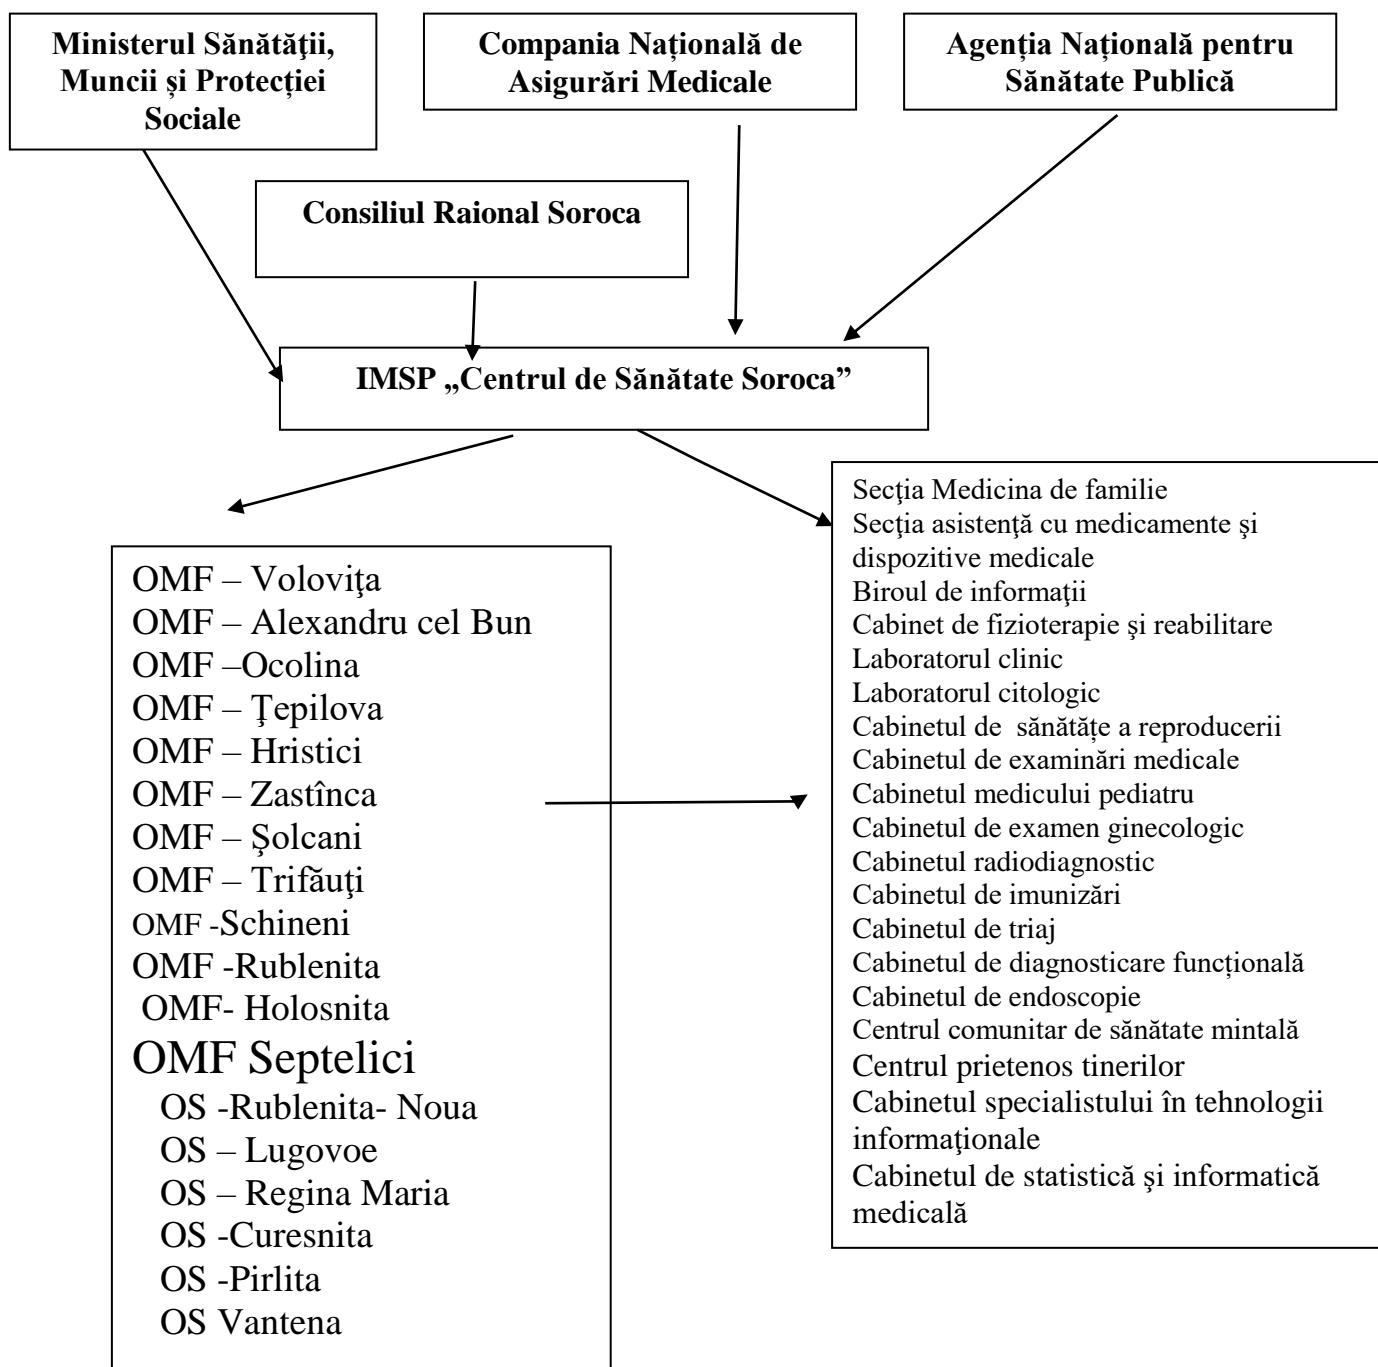 Ministerul Sănătăţii,
Muncii și Protecției
Sociale
Compania Națională de
Asigurări Medicale
Agenția Națională pentru
Sănătate Publică
Consiliul Raional Soroca
IMSP „Centrul de Sănătate Soroca”
OMF – Voloviţa
OMF – Alexandru cel Bun
OMF –Ocolina
OMF – Ţepilova
OMF – Hristici
OMF – Zastînca
OMF – Şolcani
OMF – Trifăuţi
OMF -Schineni
OMF -Rublenita
OMF- Holosnita
OMF Septelici
OS -Rublenita- Noua
OS – Lugovoe
OS – Regina Maria
OS -Curesnita
OS -Pirlita
OS Vantena
Secţia Medicina de familie
Secţia asistenţă cu medicamente şi
dispozitive medicale
Biroul de informaţii
Cabinet de fizioterapie şi reabilitare
Laboratorul clinic
Laboratorul citologic
Cabinetul de  sănătățe a reproducerii
Cabinetul de examinări medicale
Cabinetul medicului pediatru
Cabinetul de examen ginecologic
Cabinetul radiodiagnostic
Cabinetul de imunizări
Cabinetul de triaj
Cabinetul de diagnosticare funcțională
Cabinetul de endoscopie
Centrul comunitar de sănătate mintală
Centrul prietenos tinerilor
Cabinetul specialistului în tehnologii
informaţionale
Cabinetul de statistică şi informatică
medicală